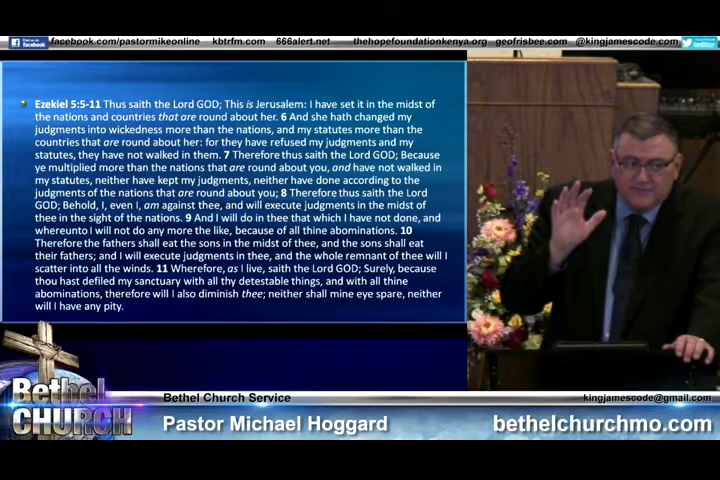 Find us on facebook facebook.com/pastormikeonline kbtrfm.com 666alert.net thehopefoundationkenya.org geofrisbee.com @kingjamescode.com twitter
Ezekiel 5:5-11 Thus saith the Lord GOD; This is Jerusalem: I have set it in the midst of
the nations and countries that are round about her. 6 And she hath changed my
judgments into wickedness more than the nations, and my statutes more than the
countries that are round about her: for they have refused my judgments and my
statutes, they have not walked in them. 7 Therefore thus saith the Lord GOD; Because
ye multiplied more than the nations that are round about you, and have not walked in
my statutes, neither have kept my judgments, neither have done according to the
judgments of the nations that are round about you; 8 Therefore thus saith the Lord
GOD; Behold, I, even I, am against thee, and will execute judgments in the midst of
thee in the sight of the nations. 9 And I will do in thee that which I have not done, and
whereunto I will not do any more the like, because of all thine abominations. 10
Therefore the fathers shall eat the sons in the midst of thee, and the sons shall eat
their fathers; and I will execute judgments in thee, and the whole remnant of thee will I
scatter into all the winds. 11 Wherefore, as I live, saith the Lord GOD; Surely, because
thou hast defiled my sanctuary with all thy detestable things, and with all thine
abominations, therefore will I also diminish thee; neither shall mine eye spare, neither
will I have any pity.
Bethel
CHURCH
Bethel Church Service kingjamescode@gmail.com
Pastor Michael Hoggard bethelchurchmo.com